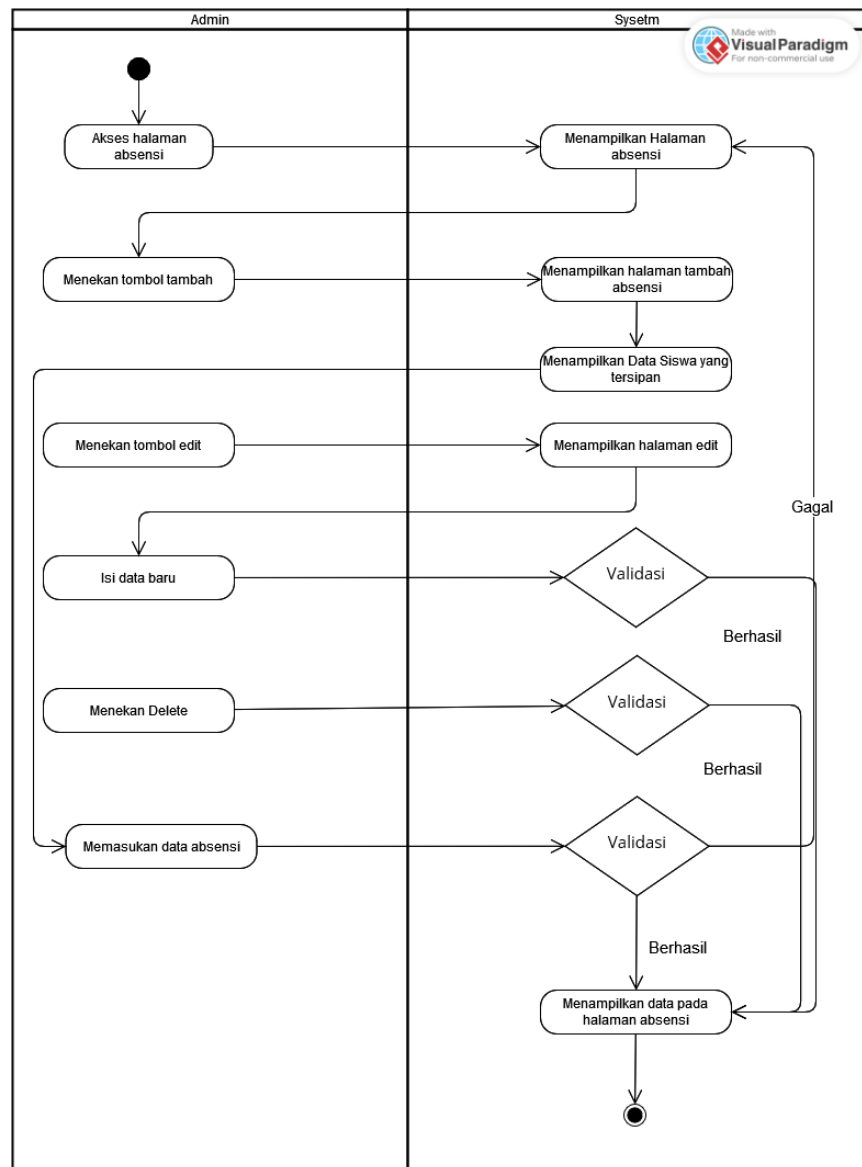 Admin
Sysetm
Made with
Visual Paradigm
For non-commercial use
Akses halaman
absensi
Menampilkan Halaman
absensi
Menekan tombol tambah
Menampilkan halaman tambah
absensi
Menampilkan Data Siswa yang
tersipan
Menekan tombol edit
Menampilkan halaman edit
Gagal
Isi data baru
Validasi
Berhasil
Menekan Delete
Validasi
Berhasil
Memasukan data absensi
Validasi
Berhasil
Menampilkan data pada
halaman absensi